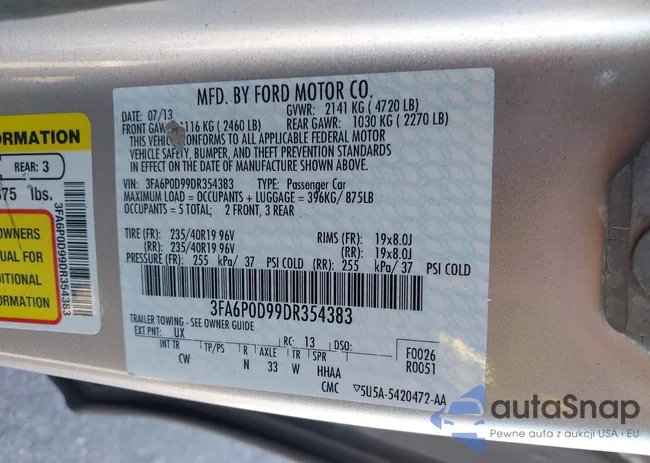 ORMATION
REAR: 3
875 lbs.
OWNERS
NUAL FOR
DITIONAL
FORMATION
3FA6P0D99DR354383
MFD. BY FORD MOTOR CO.
DATE: 07/13 GVWR: 2141 KG ( 4720 LB)
FRONT GAWR: 1116 KG ( 2460 LB) REAR GAWR: 1030 KG ( 2270 LB)
THIS VEHICLE CONFORMS TO ALL APPLICABLE FEDERAL MOTOR
VEHICLE SAFETY, BUMPER, AND THEFT PREVENTION STANDARDS
IN EFFECT ON THE DATE OF MANUFACTURE SHOWN ABOVE.
VIN: 3FA6P0D99DR354383 TYPE: Passenger Car
MAXIMUM LOAD = OCCUPANTS + LUGGAGE = 396KG/ 875LB
OCCUPANTS = 5 TOTAL: 2 FRONT, 3 REAR
TIRE (FR): 235/40R19 96V RIMS (FR): 19x8.0J
(RR): 235/40R19 96V (RR): 19x8.0J
PRESSURE (FR): 255 kPa/ 37 PSI COLD (RR): 255 kPa/ 37 PSI COLD
3FA6P0D99DR354383
TRAILER TOWING - SEE OWNER GUIDE
EXT PNT: UX RC: 13 DSO: F0026
INT TR TP/PS R AXLE TR SPR R0051
CW N 33 W HHAA
CMC 5U5A-5420472-AA
autoSnap
Pewne auta z aukcji USA i EU